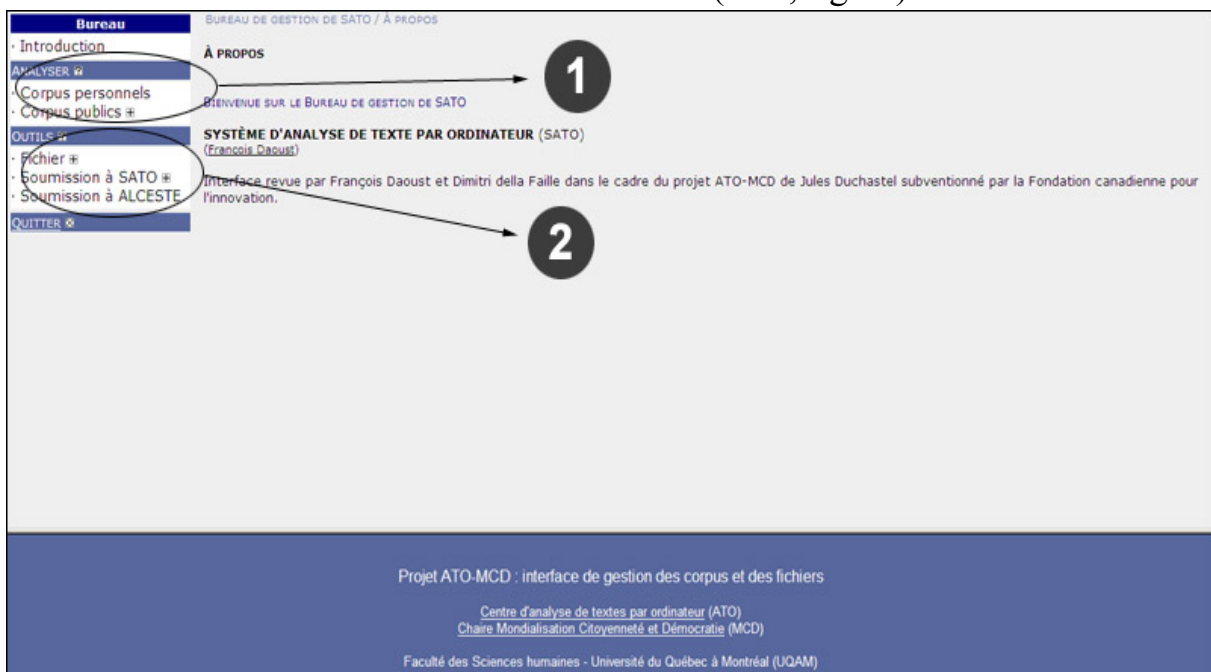 Bureau
· Introduction
ANALYSER
· Corpus personnels
· Corpus publics
OUTILS
· Fichier
· Soumission à SATO
· Soumission à ALCESTE
QUITTER
BUREAU DE GESTION DE SATO / À PROPOS
À PROPOS
BIENVENUE SUR LE BUREAU DE GESTION DE SATO
SYSTÈME D'ANALYSE DE TEXTE PAR ORDINATEUR (SATO)
(François Daoust)
Interface revue par François Daoust et Dimitri della Faille dans le cadre du projet ATO-MCD de Jules Duchastel subventionné par la Fondation canadienne pour
l'innovation.
1
2
Projet ATO-MCD : interface de gestion des corpus et des fichiers
Centre d'analyse de textes par ordinateur (ATO)
Chaire Mondialisation Citoyenneté et Démocratie (MCD)
Faculté des Sciences humaines - Université du Québec à Montréal (UQAM)